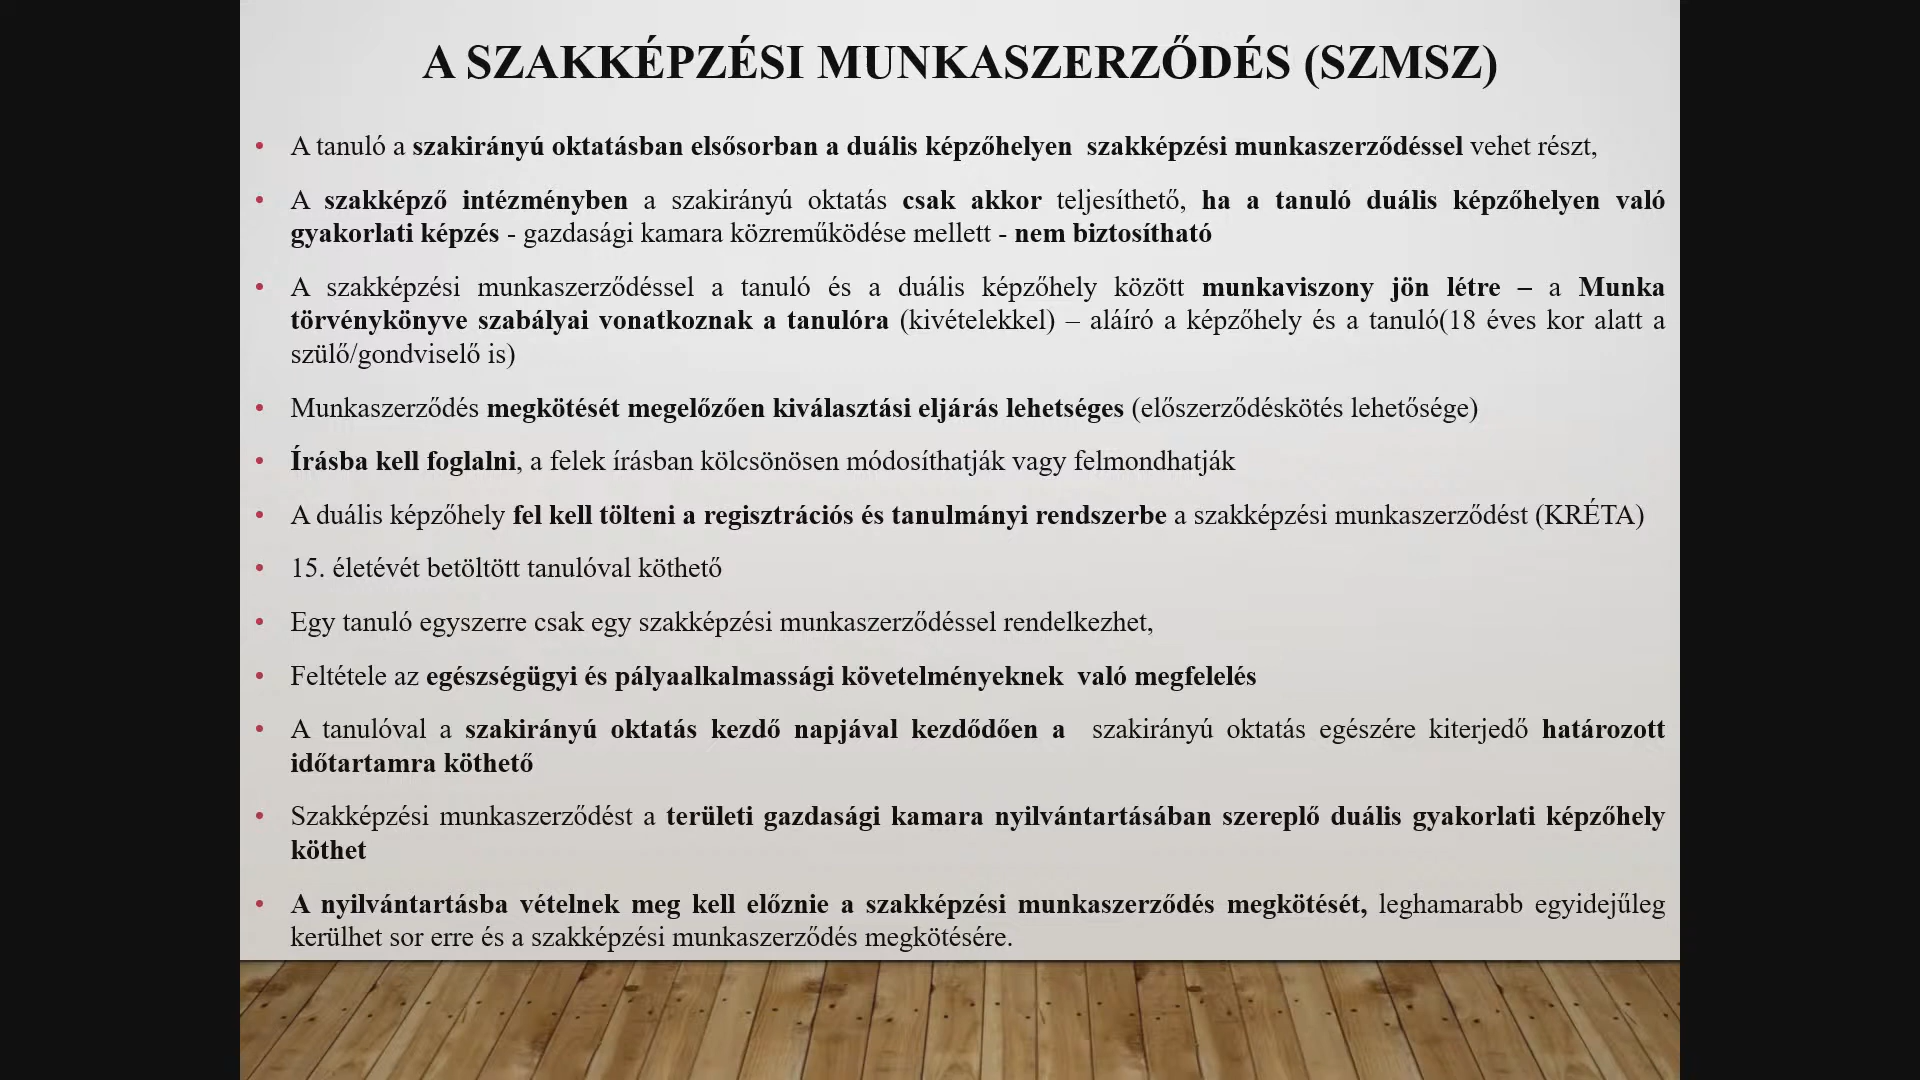 A SZAKKÉPZÉSI MUNKASZERZŐDÉS (SZMSZ)
• A tanuló a szakirányú oktatásban elsősorban a duális képzőhelyen szakképzési munkaszerződéssel vehet részt,
• A szakképző intézményben a szakirányú oktatás csak akkor teljesíthető, ha a tanuló duális képzőhelyen való
gyakorlati képzés - gazdasági kamara közreműködése mellett - nem biztosítható
• A szakképzési munkaszerződéssel a tanuló és a duális képzőhely között munkaviszony jön létre – a Munka
törvénykönyve szabályai vonatkoznak a tanulóra (kivételekkel) – aláíró a képzőhely és a tanuló(18 éves kor alatt a
szülő/gondviselő is)
• Munkaszerződés megkötését megelőzően kiválasztási eljárás lehetséges (előszerződéskötés lehetősége)
• Írásba kell foglalni, a felek írásban kölcsönösen módosíthatják vagy felmondhatják
• A duális képzőhely fel kell tölteni a regisztrációs és tanulmányi rendszerbe a szakképzési munkaszerződést (KRÉTA)
• 15. életévét betöltött tanulóval köthető
• Egy tanuló egyszerre csak egy szakképzési munkaszerződéssel rendelkezhet,
• Feltétele az egészségügyi és pályaalkalmassági követelményeknek való megfelelés
• A tanulóval a szakirányú oktatás kezdő napjával kezdődően a szakirányú oktatás egészére kiterjedő határozott
időtartamra köthető
• Szakképzési munkaszerződést a területi gazdasági kamara nyilvántartásában szereplő duális gyakorlati képzőhely
köthet
• A nyilvántartásba vételnek meg kell előznie a szakképzési munkaszerződés megkötését, leghamarabb egyidejűleg
kerülhet sor erre és a szakképzési munkaszerződés megkötésére.